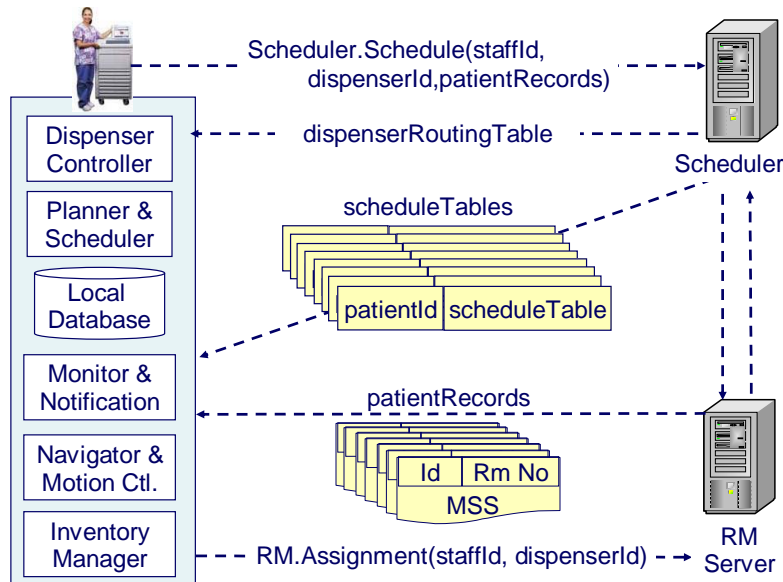 Scheduler.Schedule(staffId,
dispenserId,patientRecords)
dispenserRoutingTable
Scheduler
Dispenser
Controller
Planner &
Scheduler
Local
Database
Monitor &
Notification
Navigator &
Motion Ctl.
Inventory
Manager
scheduleTables
patientId scheduleTable
patientRecords
Id Rm No
MSS
RM.Assignment(staffId, dispenserId)
RM
Server